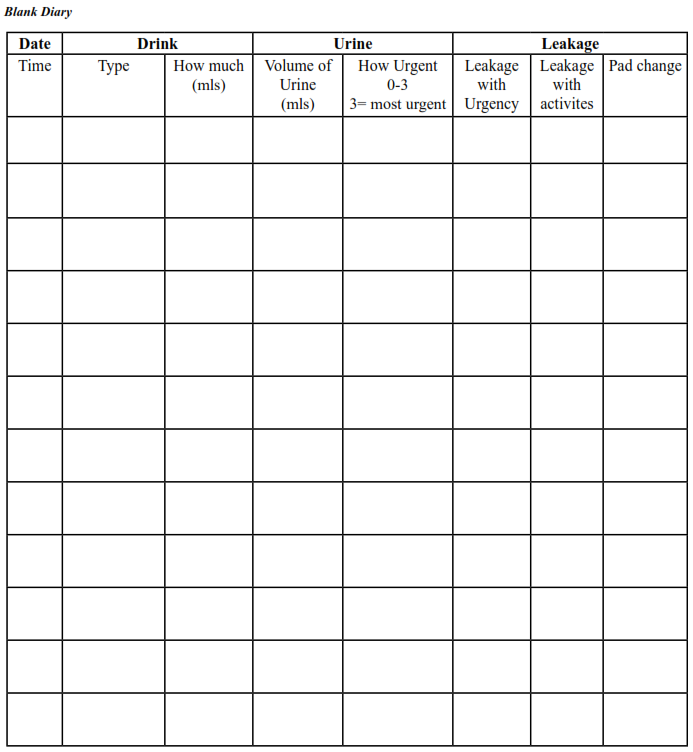 Blank Diary
Date Drink Urine Leakage
Time Type How much Volume of How Urgent Leakage Leakage Pad change
(mls) Urine 0-3 with with
(mls) 3= most urgent Urgency activites